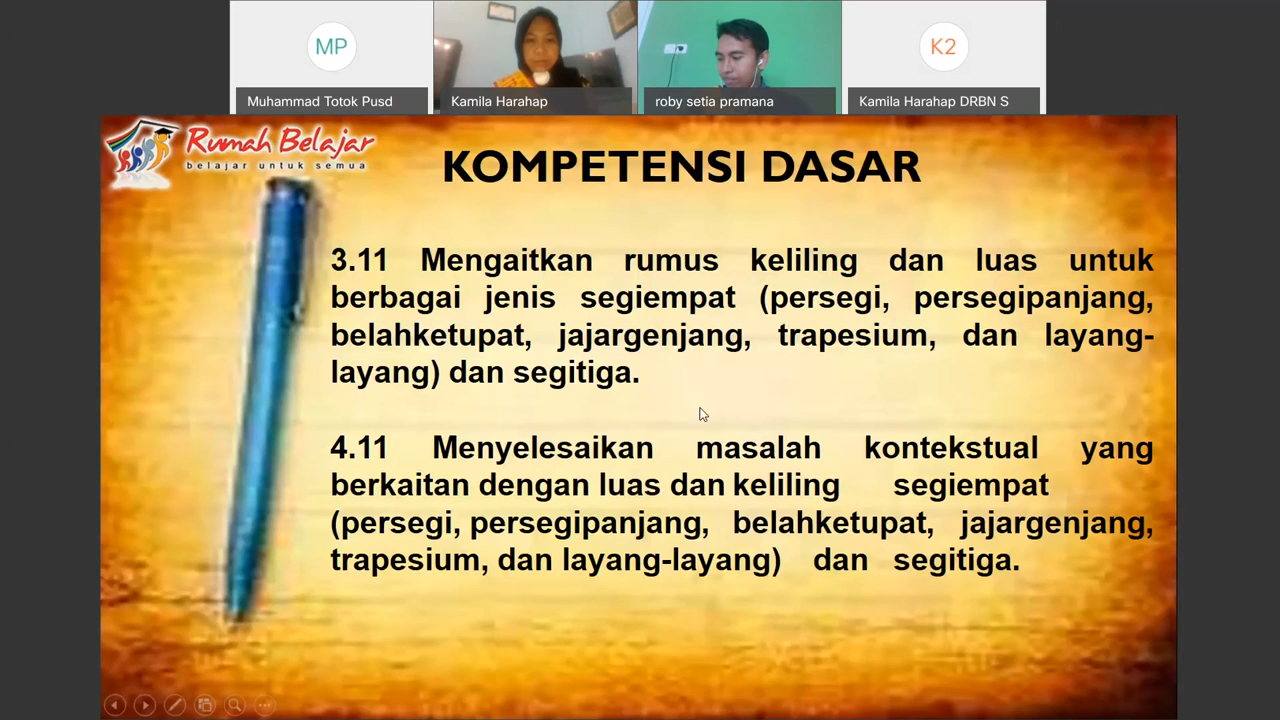 MP
K2
Muhammad Totok Pusd
Kamila Harahap
roby setia pramana
Kamila Harahap DRBN S
Rumah Belajar
belajar untuk semua
KOMPETENSI DASAR
3.11 Mengaitkan rumus keliling dan luas untuk
berbagai jenis segiempat (persegi, persegipanjang,
belahketupat, jajargenjang, trapesium, dan layang-
layang) dan segitiga.
4.11 Menyelesaikan masalah kontekstual yang
berkaitan dengan luas dan keliling segiempat
(persegi, persegipanjang, belahketupat, jajargenjang,
trapesium, dan layang-layang) dan segitiga.